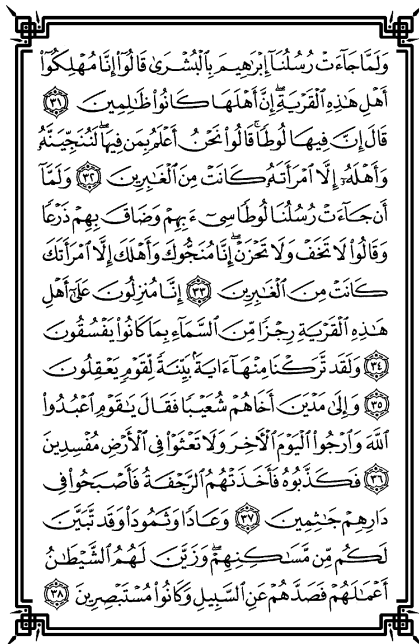 وَلَمَّا جَآءَتۡ رُسُلُنَآ إِبۡرَٰهِيمَ بِٱلۡبُشۡرَىٰ قَالُوٓاْ إِنَّا مُهۡلِكُوٓاْ
أَهۡلِ هَٰذِهِ ٱلۡقَرۡيَةِۖ إِنَّ أَهۡلَهَا كَانُواْ ظَٰلِمِينَ ٣١
قَالَ إِنَّ فِيهَا لُوطٗاۚ قَالُواْ نَحۡنُ أَعۡلَمُ بِمَن فِيهَاۖ لَنُنَجِّيَنَّهُۥ
وَأَهۡلَهُۥٓ إِلَّا ٱمۡرَأَتَهُۥ كَانَتۡ مِنَ ٱلۡغَٰبِرِينَ ٣٢ وَلَمَّآ
أَن جَآءَتۡ رُسُلُنَا لُوطٗا سِيٓءَ بِهِمۡ وَضَاقَ بِهِمۡ ذَرۡعٗا
وَقَالُواْ لَا تَخَفۡ وَلَا تَحۡزَنۡ إِنَّا مُنَجُّوكَ وَأَهۡلَكَ إِلَّا ٱمۡرَأَتَكَ
كَانَتۡ مِنَ ٱلۡغَٰبِرِينَ ٣٣ إِنَّا مُنزِلُونَ عَلَىٰٓ أَهۡلِ
هَٰذِهِ ٱلۡقَرۡيَةِ رِجۡزٗا مِّنَ ٱلسَّمَآءِ بِمَا كَانُواْ يَفۡسُقُونَ
٣٤ وَلَقَد تَّرَكۡنَا مِنۡهَآ ءَايَةَۢ بَيِّنَةٗ لِّقَوۡمٖ يَعۡقِلُونَ
٣٥ وَإِلَىٰ مَدۡيَنَ أَخَاهُمۡ شُعَيۡبٗا فَقَالَ يَٰقَوۡمِ ٱعۡبُدُواْ
ٱللَّهَ وَٱرۡجُواْ ٱلۡيَوۡمَ ٱلۡأٓخِرَ وَلَا تَعۡثَوۡاْ فِي ٱلۡأَرۡضِ مُفۡسِدِينَ
٣٦ فَكَذَّبُوهُ فَأَخَذَتۡهُمُ ٱلرَّجۡفَةُ فَأَصۡبَحُواْ فِي
دَارِهِمۡ جَٰثِمِينَ ٣٧ وَعَادٗا وَثَمُودَاْ وَقَد تَّبَيَّنَ
لَكُم مِّن مَّسَٰكِنِهِمۡۖ وَزَيَّنَ لَهُمُ ٱلشَّيۡطَٰنُ
أَعۡمَٰلَهُمۡ فَصَدَّهُمۡ عَنِ ٱلسَّبِيلِ وَكَانُواْ مُسۡتَبۡصِرِينَ ٣٨